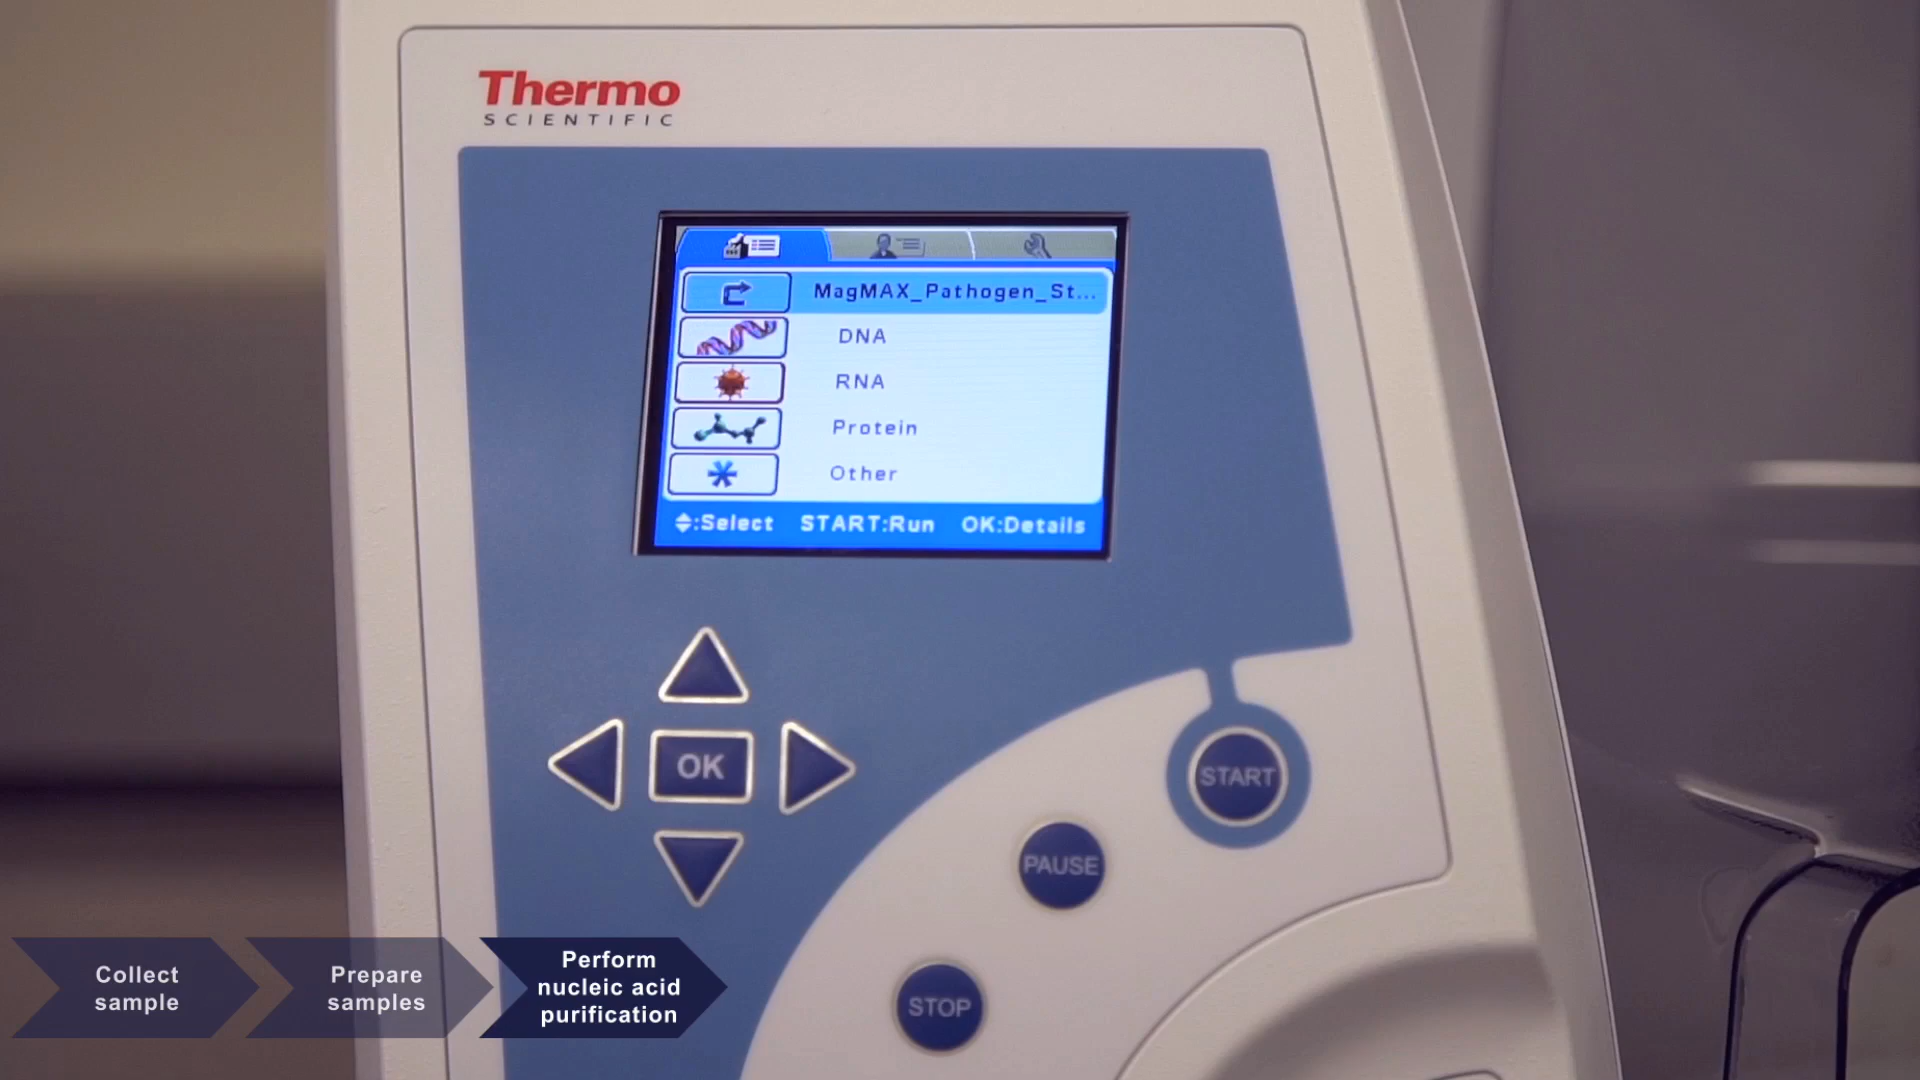 Thermo
SCIENTIFIC
MagMAX_Pathogen_St...
DNA
RNA
Protein
Other
:Select START:Run OK:Details
OK
START
PAUSE
STOP
Collect
sample
Prepare
samples
Perform
nucleic acid
purification